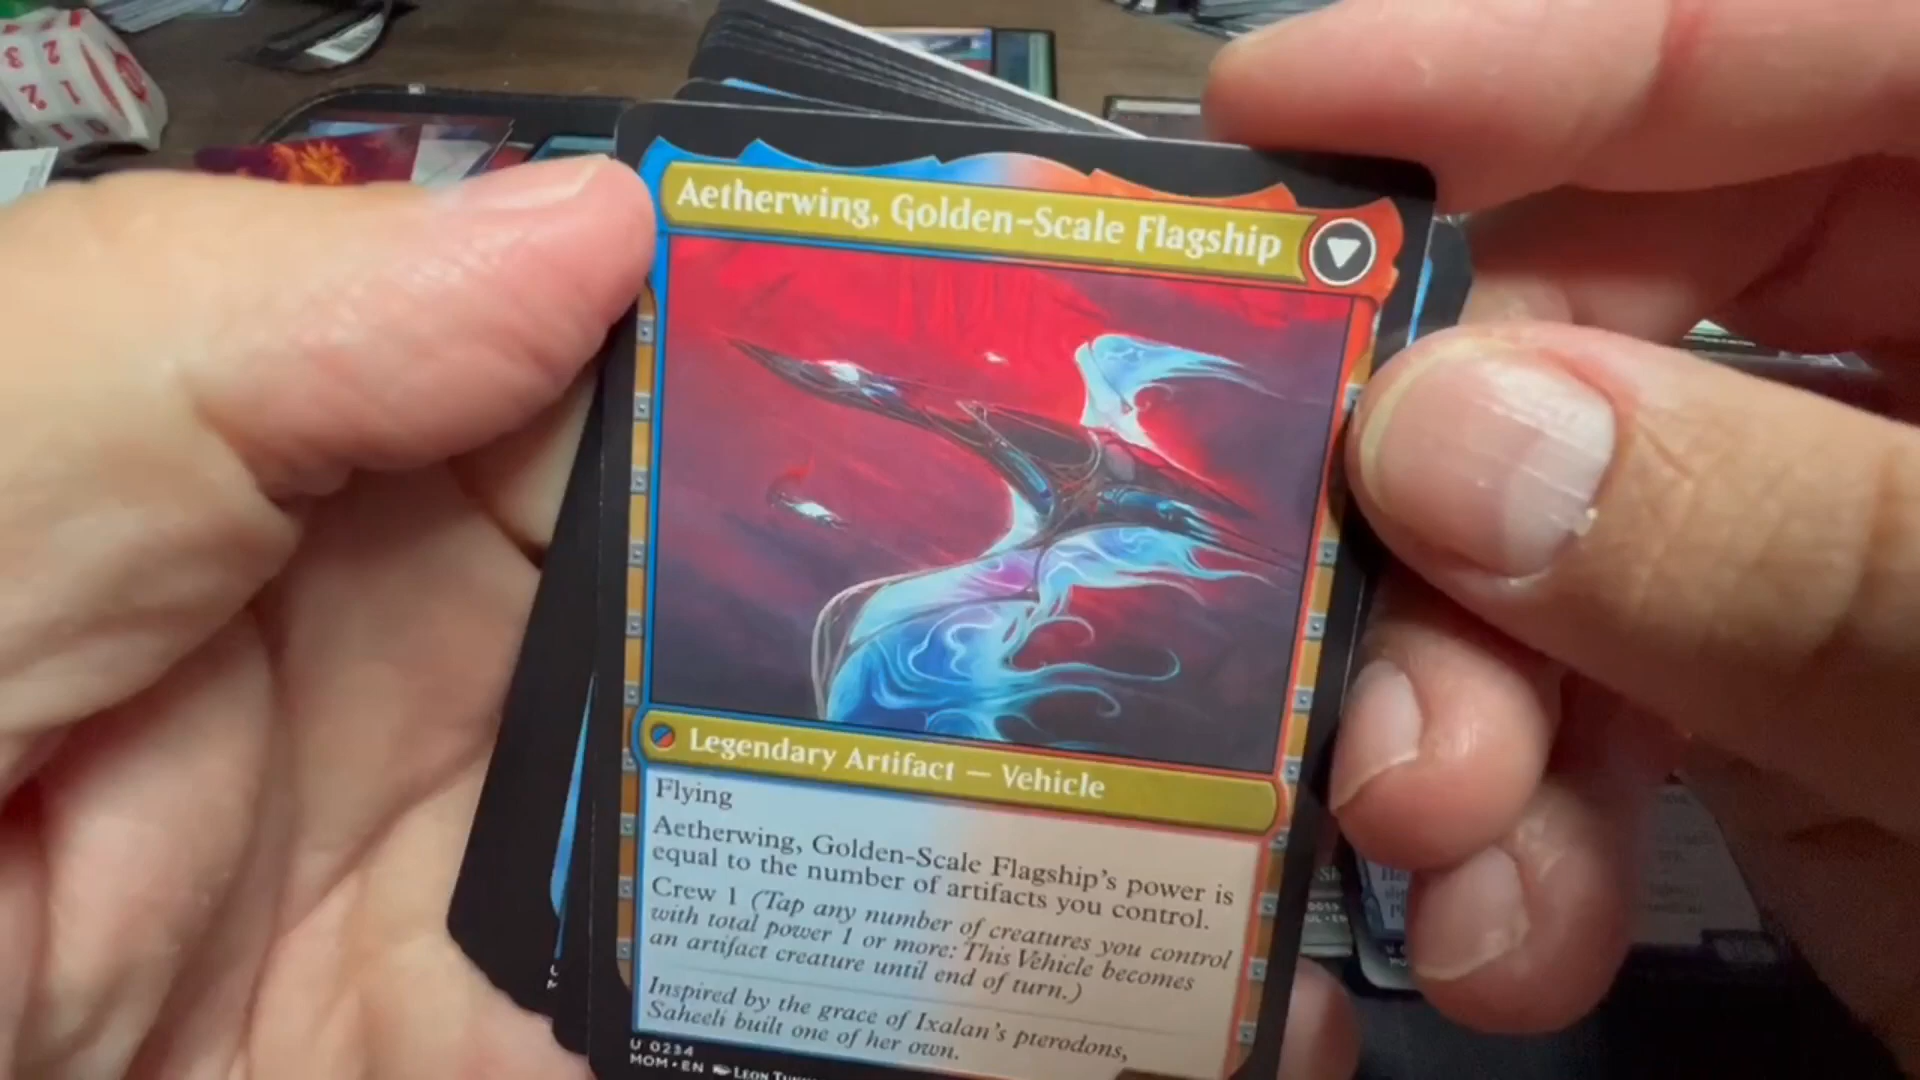 Aetherwing, Golden-Scale Flagship
Legendary Artifact — Vehicle
Flying
Aetherwing, Golden-Scale Flagship's power is
equal to the number of artifacts you control.
Crew 1 (Tap any number of creatures you control
with total power 1 or more: This Vehicle becomes
an artifact creature until end of turn.)
Inspired by the grace of Ixalan's pterodons,
Saheeli built one of her own.
U 0234
MOM • EN LEON